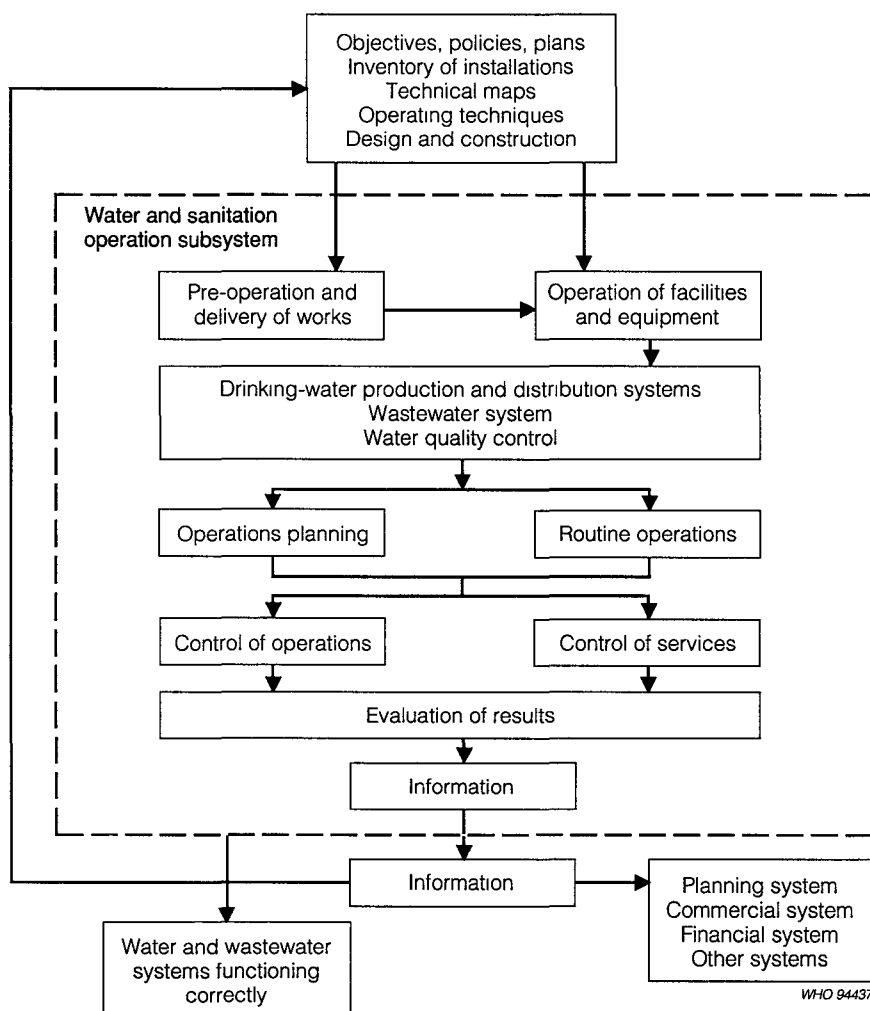 Objectives, policies, plans
Inventory of installations
Technical maps
Operating techniques
Design and construction
Water and sanitation
operation subsystem
Pre-operation and
delivery of works
Operation of facilities
and equipment
Drinking-water production and distribution systems
Wastewater system
Water quality control
Operations planning
Routine operations
Control of operations
Control of services
Evaluation of results
Information
Information
Planning system
Commercial system
Financial system
Other systems
Water and wastewater
systems functioning
correctly
WHO 94437